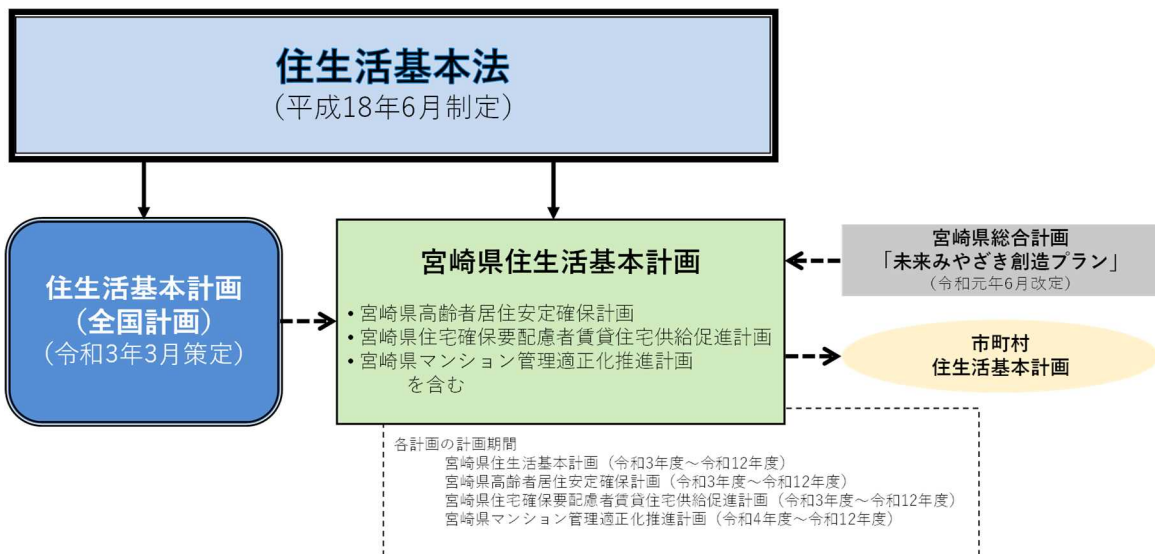 住生活基本法
（平成18年6月制定）
住生活基本計画
（全国計画）
（令和3年3月策定）
宮崎県住生活基本計画
・宮崎県高齢者居住安定確保計画
・宮崎県住宅確保要配慮者賃貸住宅供給促進計画
・宮崎県マンション管理適正化推進計画
を含む
宮崎県総合計画
「未来みやざき創造プラン」
（令和元年6月改定）
市町村
住生活基本計画
各計画の計画期間
宮崎県住生活基本計画（令和3年度～令和12年度）
宮崎県高齢者居住安定確保計画（令和3年度～令和12年度）
宮崎県住宅確保要配慮者賃貸住宅供給促進計画（令和3年度～令和12年度）
宮崎県マンション管理適正化推進計画（令和4年度～令和12年度）